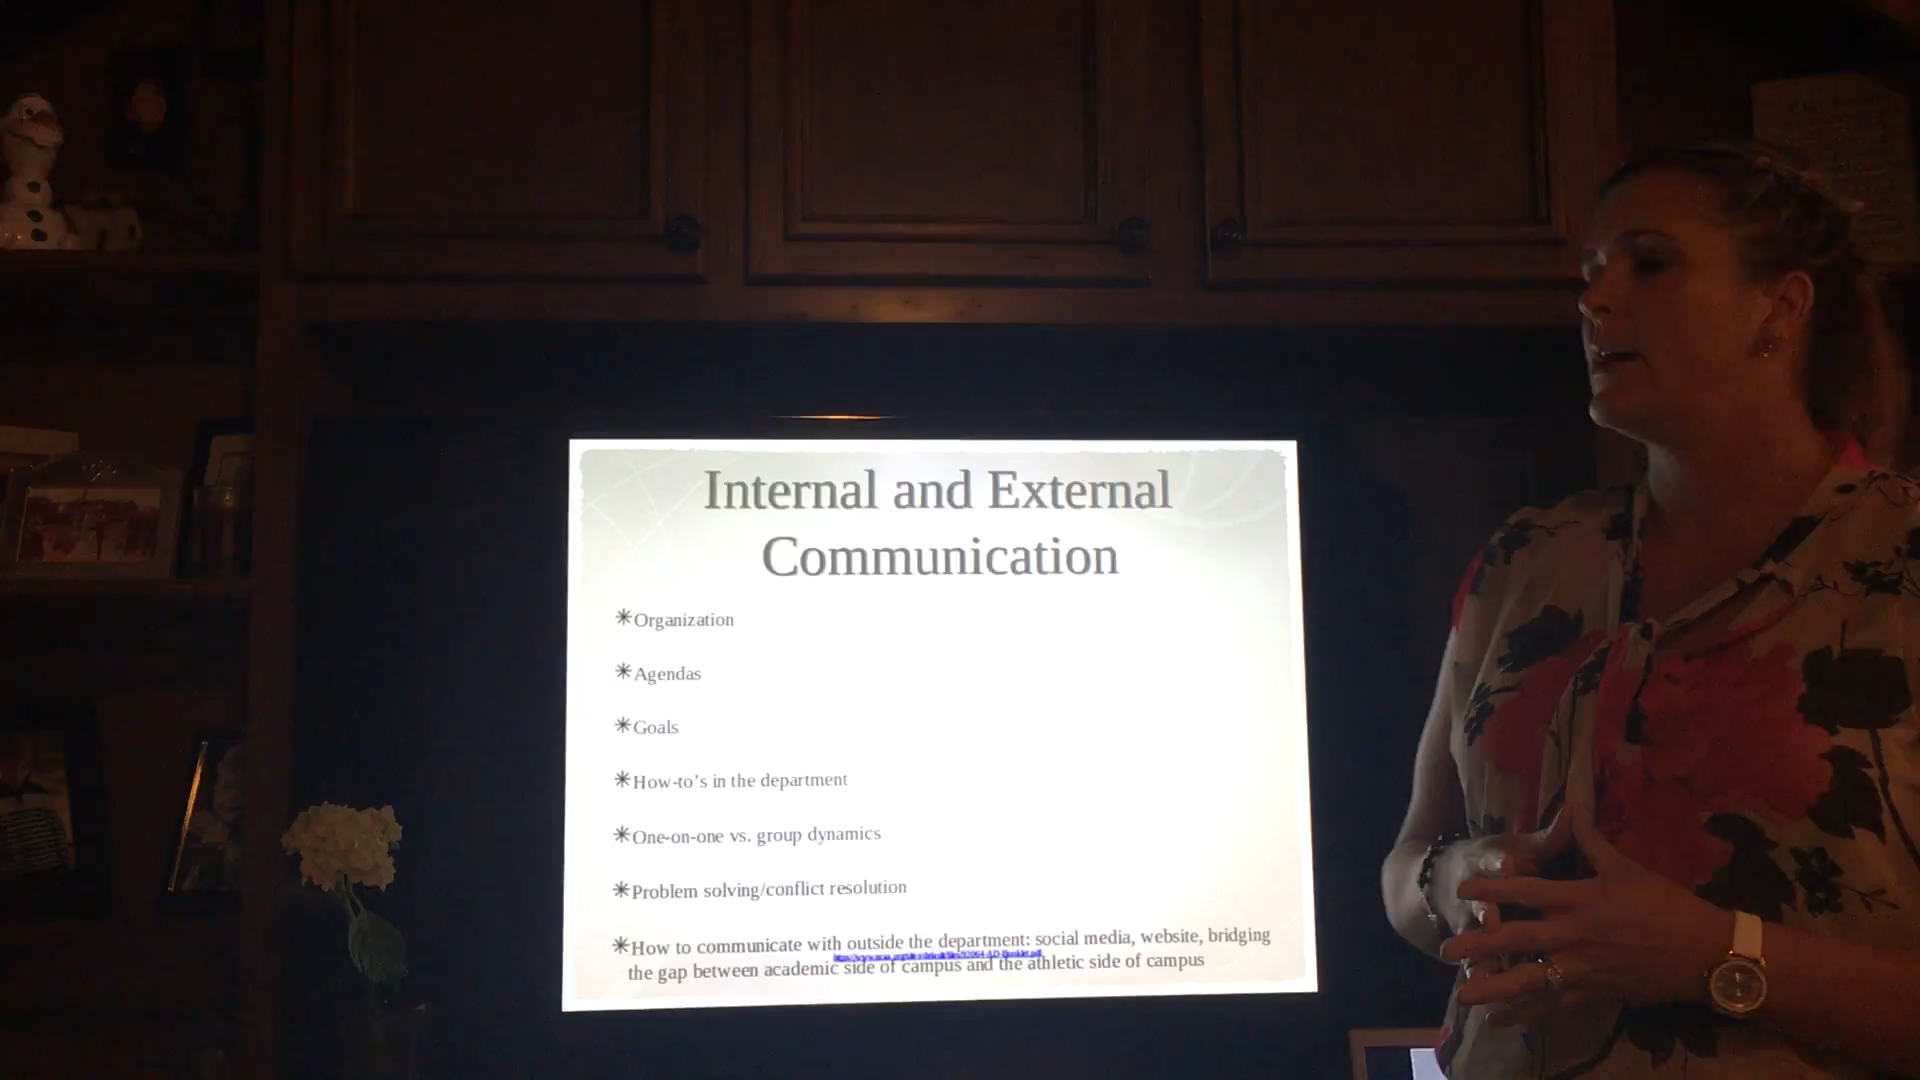 Internal and External
Communication
✳Organization
✳Agendas
✳Goals
✳How-to’s in the department
✳One-on-one vs. group dynamics
✳Problem solving/conflict resolution
✳How to communicate with outside the department: social media, website, bridging
the gap between academic side of campus and the athletic side of campus